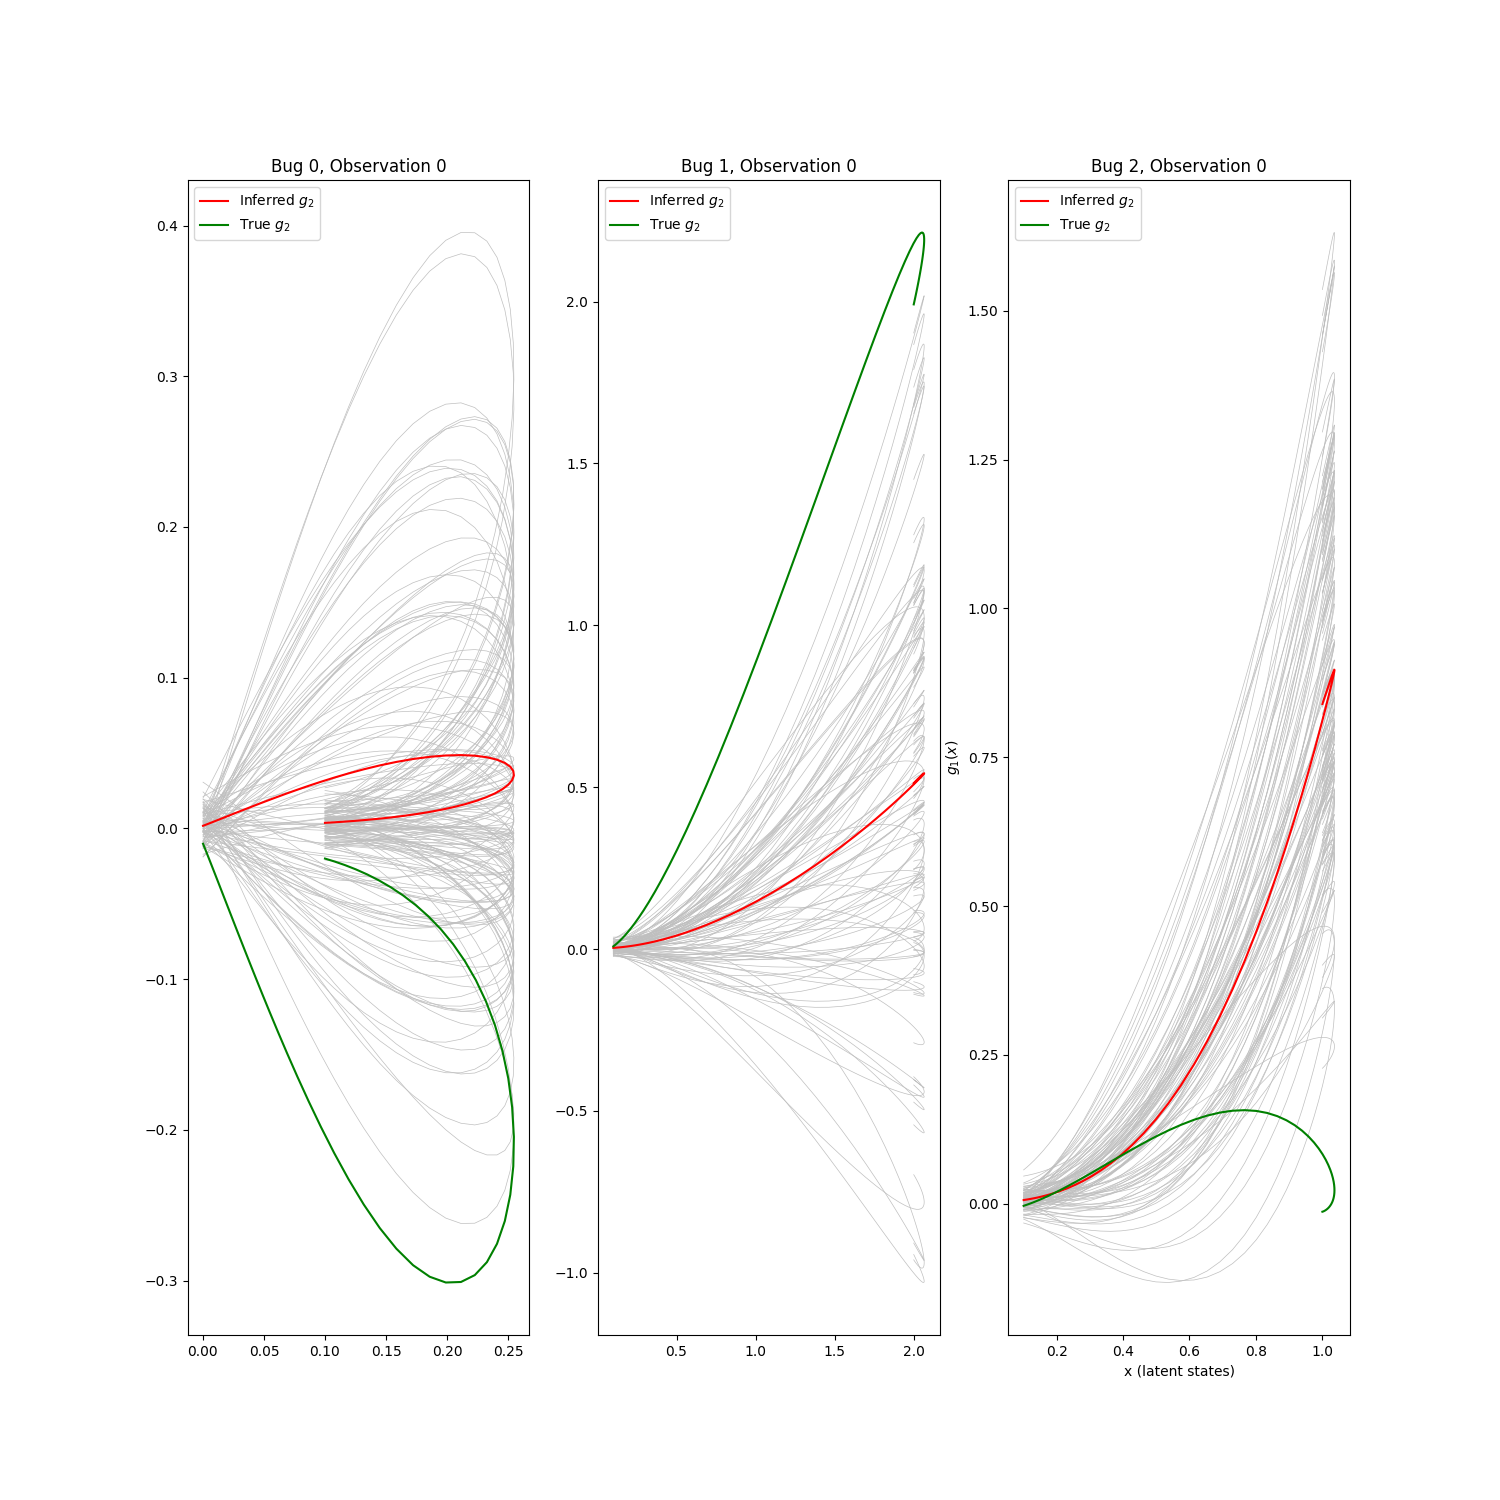 Bug 0, Observation 0
Inferred g₂
True g₂
0.4
0.3
0.2
0.1
0.0
−0.1
−0.2
−0.3
0.00 0.05 0.10 0.15 0.20 0.25
Bug 1, Observation 0
Inferred g₂
True g₂
2.0
1.5
1.0
0.5
0.0
−0.5
−1.0
0.5 1.0 1.5 2.0
Bug 2, Observation 0
Inferred g₂
True g₂
g₁(x)
1.50
1.25
1.00
0.75
0.50
0.25
0.00
0.2 0.4 0.6 0.8 1.0
x (latent states)